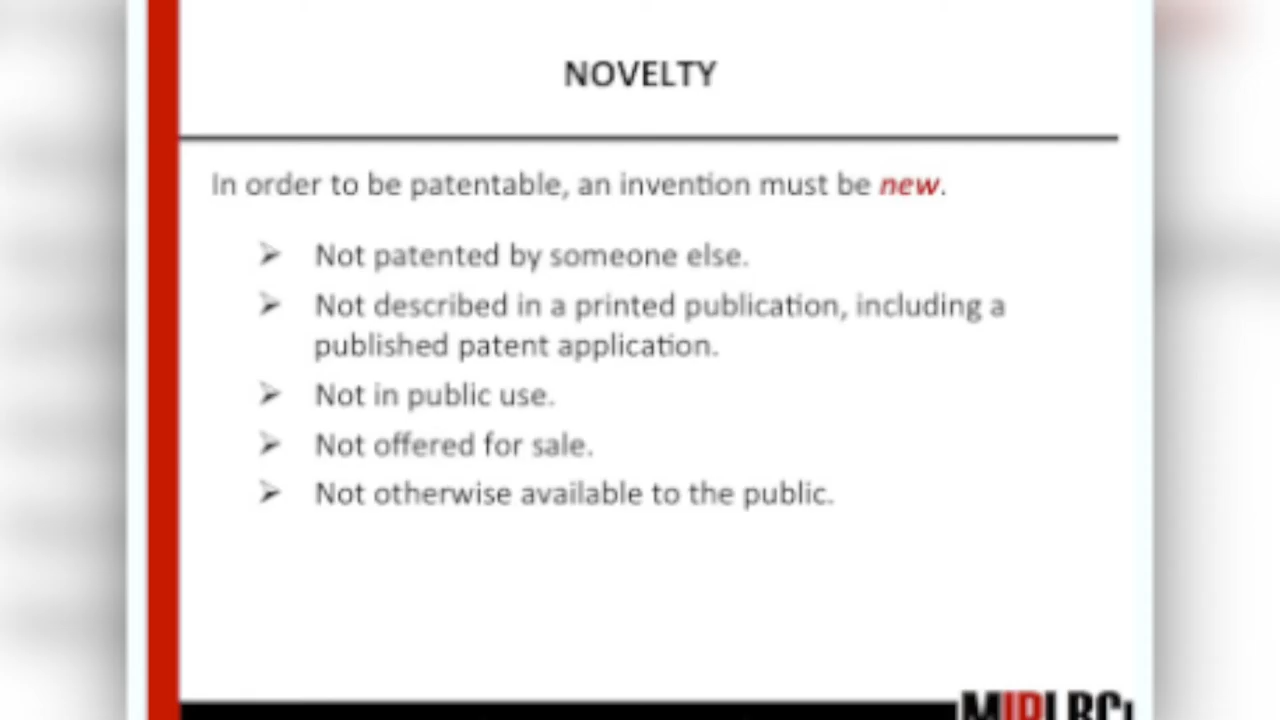 NOVELTY
In order to be patentable, an invention must be new.
Not patented by someone else.
Not described in a printed publication, including a
published patent application.
Not in public use.
Not offered for sale.
Not otherwise available to the public.